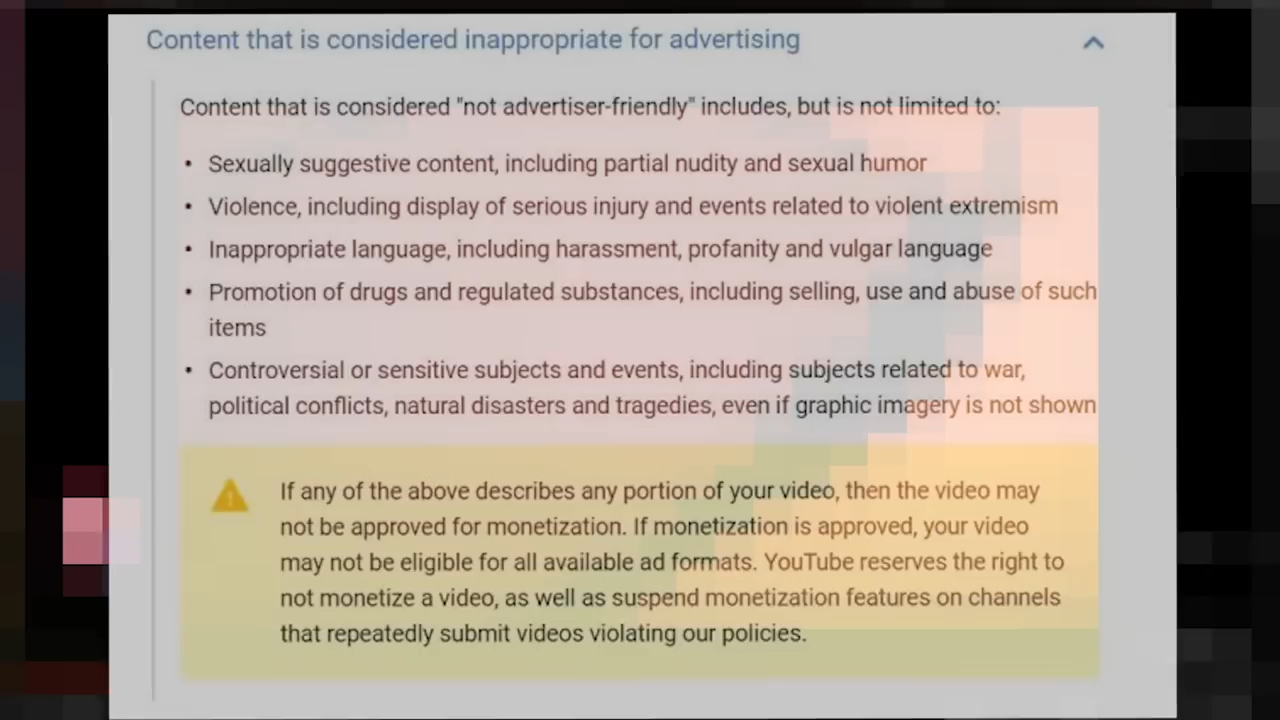 Content that is considered inappropriate for advertising
Content that is considered "not advertiser-friendly" includes, but is not limited to:
• Sexually suggestive content, including partial nudity and sexual humor
• Violence, including display of serious injury and events related to violent extremism
• Inappropriate language, including harassment, profanity and vulgar language
• Promotion of drugs and regulated substances, including selling, use and abuse of such
items
• Controversial or sensitive subjects and events, including subjects related to war,
political conflicts, natural disasters and tragedies, even if graphic imagery is not shown
If any of the above describes any portion of your video, then the video may
not be approved for monetization. If monetization is approved, your video
may not be eligible for all available ad formats. YouTube reserves the right to
not monetize a video, as well as suspend monetization features on channels
that repeatedly submit videos violating our policies.